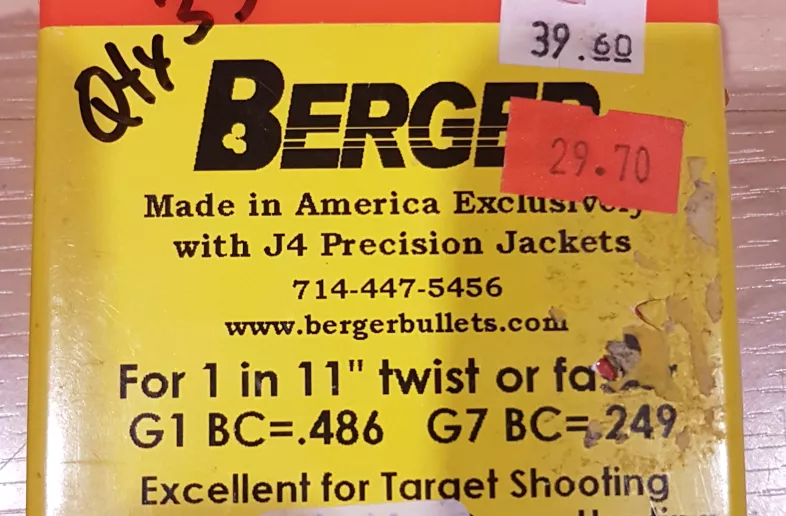 Qty
39.60
BERGER
29.70
Made in America Exclusively
with J4 Precision Jackets
714-447-5456
www.bergerbullets.com
For 1 in 11" twist or
G1 BC=.486 G7 BC=.249
Excellent for Target Shooting